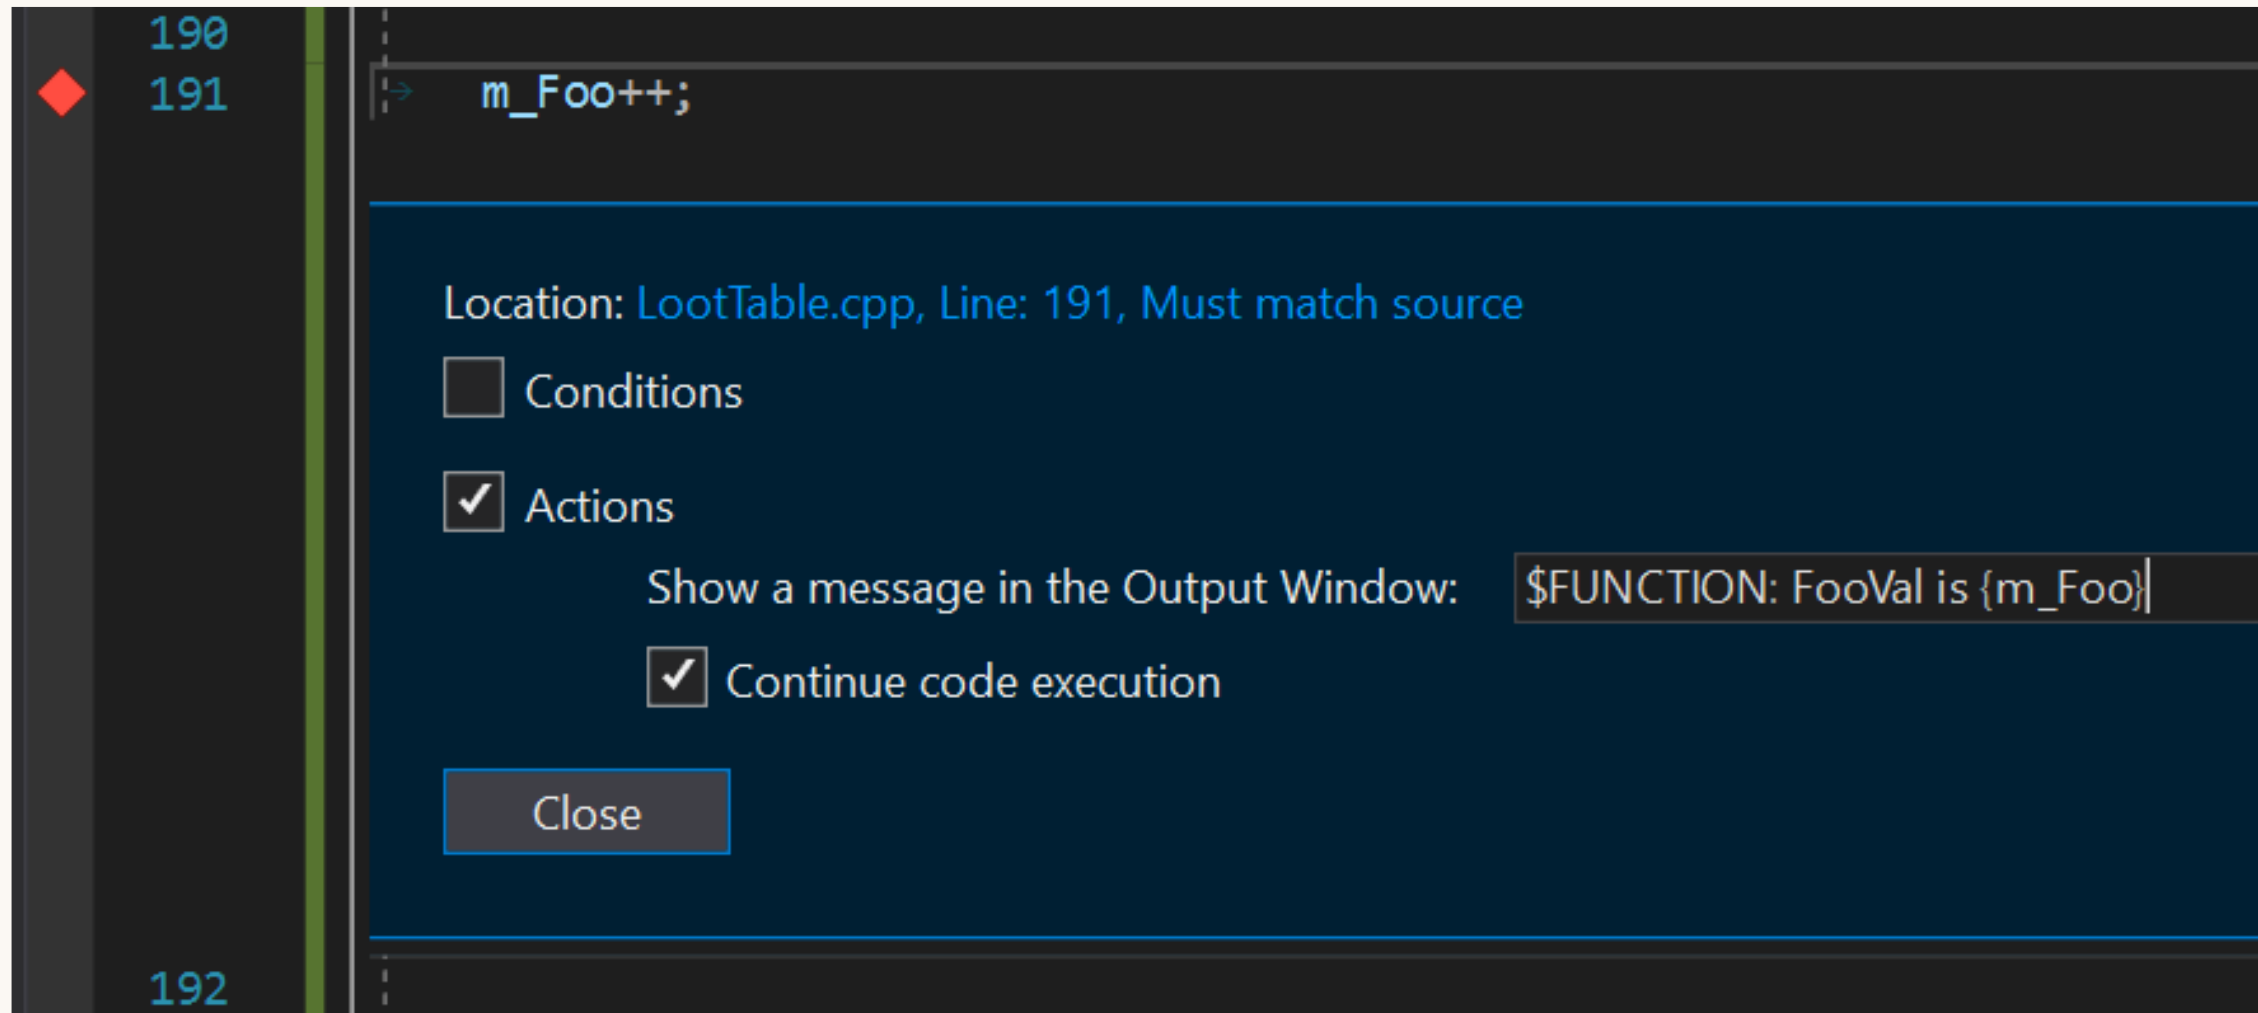 190
191 m_Foo++;
Location: LootTable.cpp, Line: 191, Must match source
Conditions
Actions
Show a message in the Output Window: $FUNCTION: FooVal is {m_Foo}
Continue code execution
Close
192